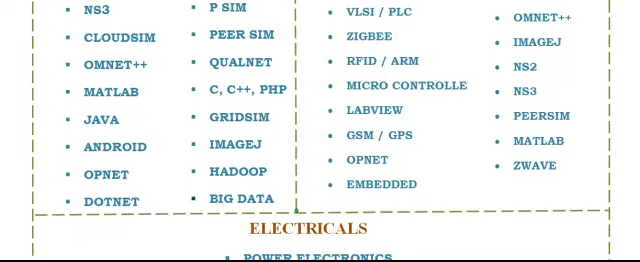 NS3
CLOUDSIM
OMNET++
MATLAB
JAVA
ANDROID
OPNET
DOTNET
P SIM
PEER SIM
QUALNET
C, C++, PHP
GRIDSIM
IMAGEJ
HADOOP
BIG DATA
VLSI / PLC
ZIGBEE
RFID / ARM
MICRO CONTROLLE
LABVIEW
GSM / GPS
OPNET
EMBEDDED
OMNET++
IMAGEJ
NS2
NS3
PEERSIM
MATLAB
ZWAVE
ELECTRICALS
POWER ELECTRONICS